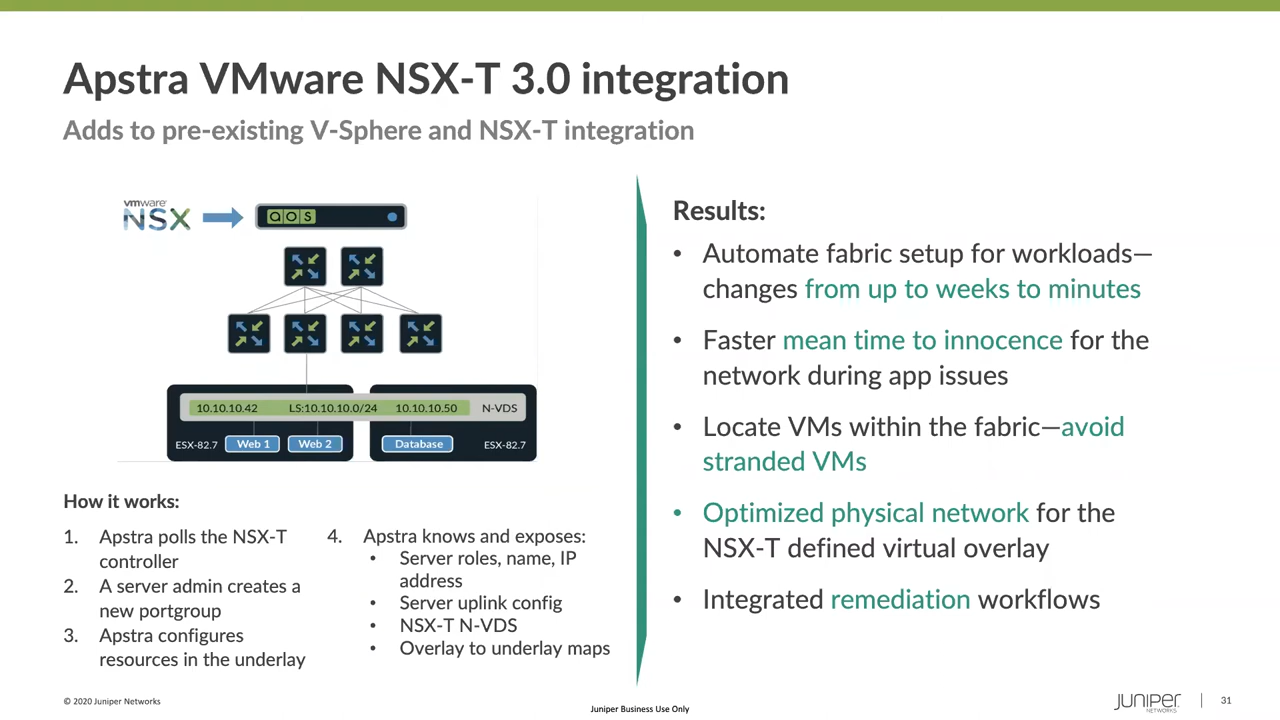 Apstra VMware NSX-T 3.0 integration
Adds to pre-existing V-Sphere and NSX-T integration
vmware
NSX
aos
10.10.10.42 LS:10.10.10.0/24 10.10.10.50 N-VDS
ESX-82.7 Web 1 Web 2 Database ESX-82.7
How it works:
1. Apstra polls the NSX-T
controller
2. A server admin creates a
new portgroup
3. Apstra configures
resources in the underlay
4. Apstra knows and exposes:
• Server roles, name, IP
address
• Server uplink config
• NSX-T N-VDS
• Overlay to underlay maps
Results:
• Automate fabric setup for workloads—
changes from up to weeks to minutes
• Faster mean time to innocence for the
network during app issues
• Locate VMs within the fabric—avoid
stranded VMs
• Optimized physical network for the
NSX-T defined virtual overlay
• Integrated remediation workflows
© 2020 Juniper Networks
Juniper Business Use Only
JUNIPER
NETWORKS
31